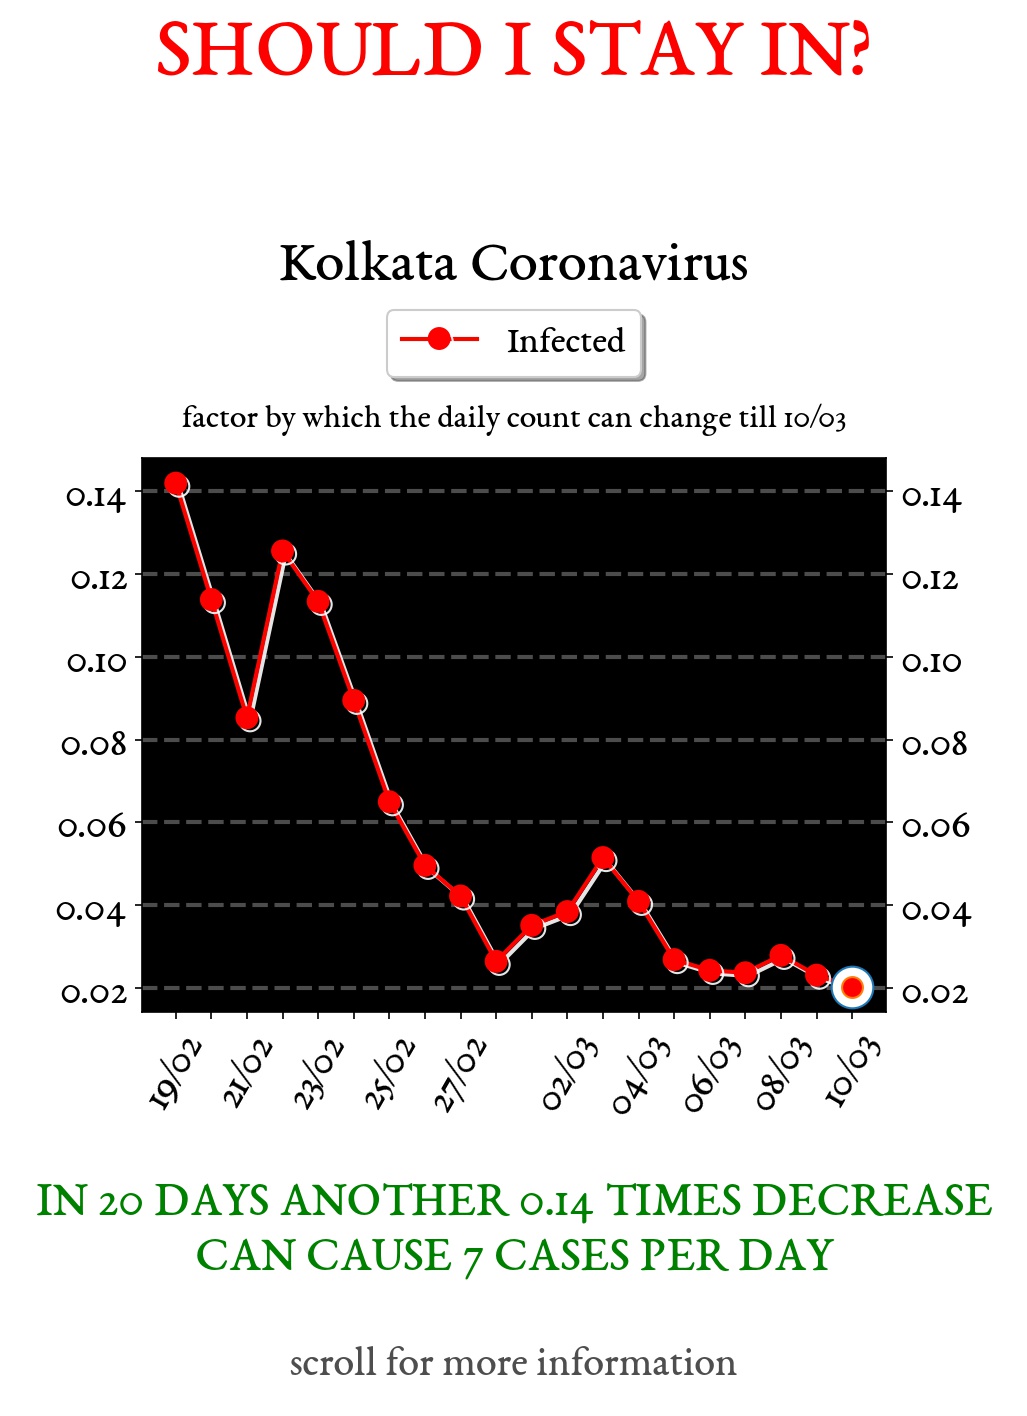 SHOULD I STAY IN?
Kolkata Coronavirus
Infected
factor by which the daily count can change till 10/03
0.14 0.14
0.12 0.12
0.10 0.10
0.08 0.08
0.06 0.06
0.04 0.04
0.02 0.02
19/02 21/02 23/02 25/02 27/02 02/03 04/03 06/03 08/03 10/03
IN 20 DAYS ANOTHER 0.14 TIMES DECREASE
CAN CAUSE 7 CASES PER DAY
scroll for more information